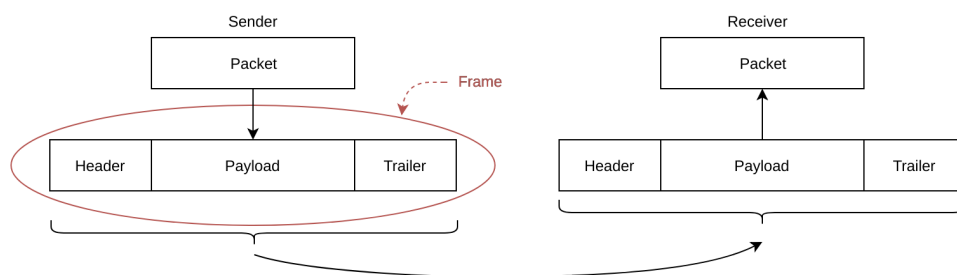 Sender
Receiver
Packet
Packet
Frame
Header
Payload
Trailer
Header
Payload
Trailer